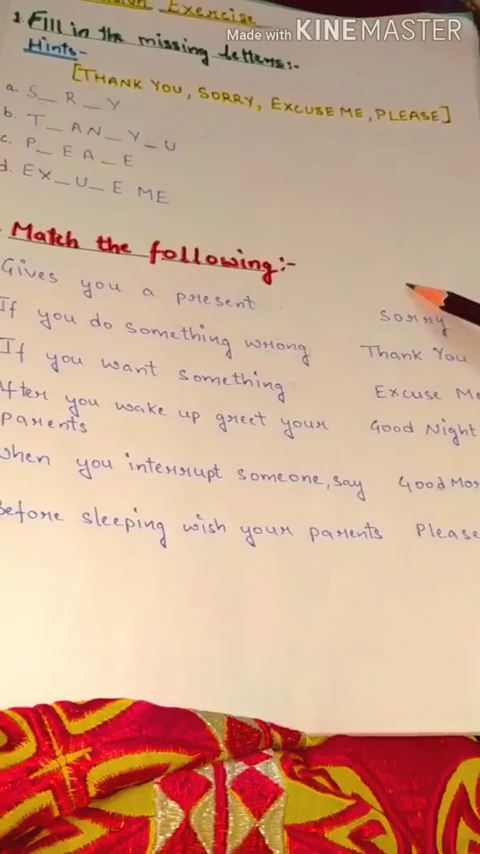 Exercise
Made with KINEMASTER
1 Fill in the missing letters:-
Hints-
[THANK YOU, SORRY, EXCUSE ME, PLEASE]
a. S_R_Y
b. T_AN_Y_U
c. P_EA_E
d. EX_U_E ME
Match the following:-
Gives you a present
If you do something wrong Sorry
If you want something Thank You
After you wake up greet your Excuse Me
parents Good Night
When you interrupt someone, say Good Mor
Before sleeping wish your parents Please